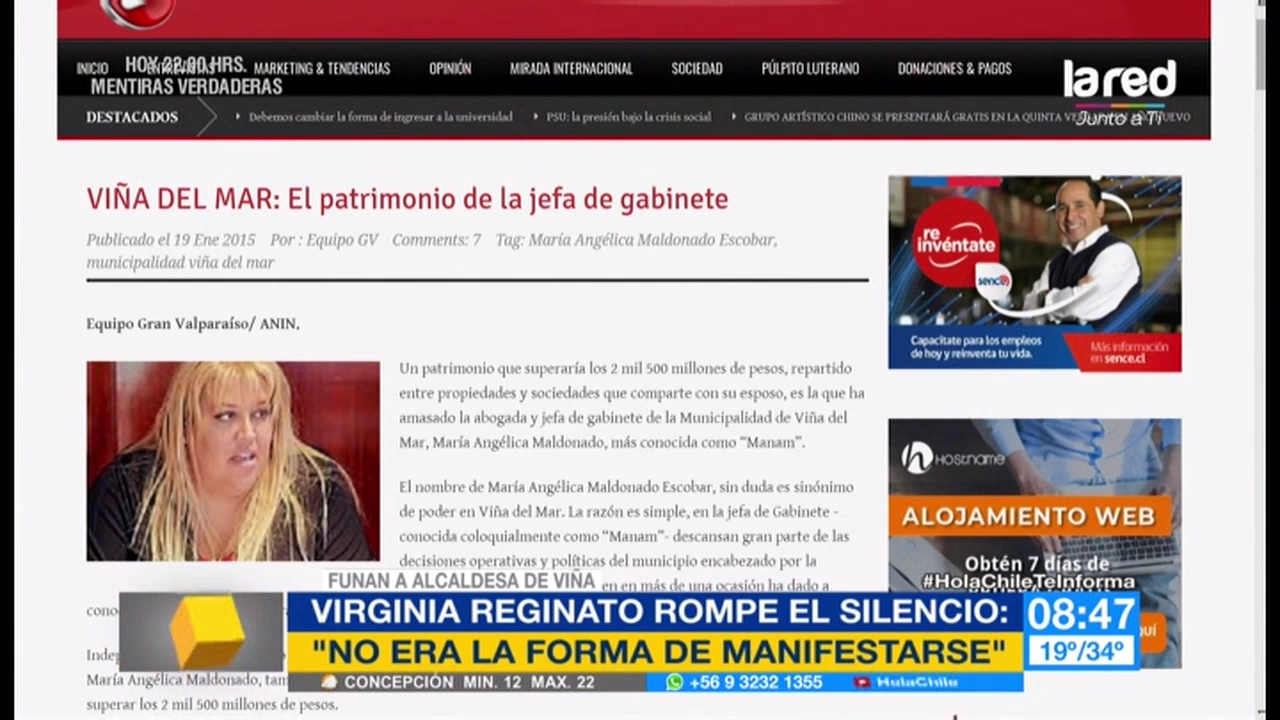 HOY 22:00 HRS.
MENTIRAS VERDADERAS
INICIO
MARKETING & TENDENCIAS
OPINIÓN
MIRADA INTERNACIONAL
SOCIEDAD
PÚLPITO LUTERANO
DONACIONES & PAGOS
la red
Junto a Ti
DESTACADOS
Debemos cambiar la forma de ingresar a la universidad
PSU: la presión bajo la crisis social
GRUPO ARTÍSTICO CHINO SE PRESENTARÁ GRATIS EN LA QUINTA
VIÑA DEL MAR: El patrimonio de la jefa de gabinete
Publicado el 19 Ene 2015 Por : Equipo GV Comments: 7 Tag: María Angélica Maldonado Escobar,
municipalidad viña del mar
Equipo Gran Valparaíso/ ANIN.
Un patrimonio que superaría los 2 mil 500 millones de pesos, repartido
entre propiedades y sociedades que comparte con su esposo, es la que ha
amasado la abogada y jefa de gabinete de la Municipalidad de Viña del
Mar, María Angélica Maldonado, más conocida como “Manam”.
El nombre de María Angélica Maldonado Escobar, sin duda es sinónimo
de poder en Viña del Mar. La razón es simple, en la jefa de Gabinete -
conocida coloquialmente como “Manam”- descansan gran parte de las
decisiones operativas y políticas del municipio encabezado por la
en en más de una ocasión ha dado a
María Angélica Maldonado,
superar los 2 mil 500 millones de pesos.
re
invéntate
sence
Capacítate para los empleos
de hoy y reinventa tu vida.
Más información
en sence.cl
HOSTNAME
ALOJAMIENTO WEB
Obtén 7 días de
#HolaChileTeInforma
FUNAN A ALCALDESA DE VIÑA
VIRGINIA REGINATO ROMPE EL SILENCIO:
"NO ERA LA FORMA DE MANIFESTARSE"
08:47
19°/34°
CONCEPCIÓN MIN. 12 MAX. 22
+56 9 3232 1355
HolaChile